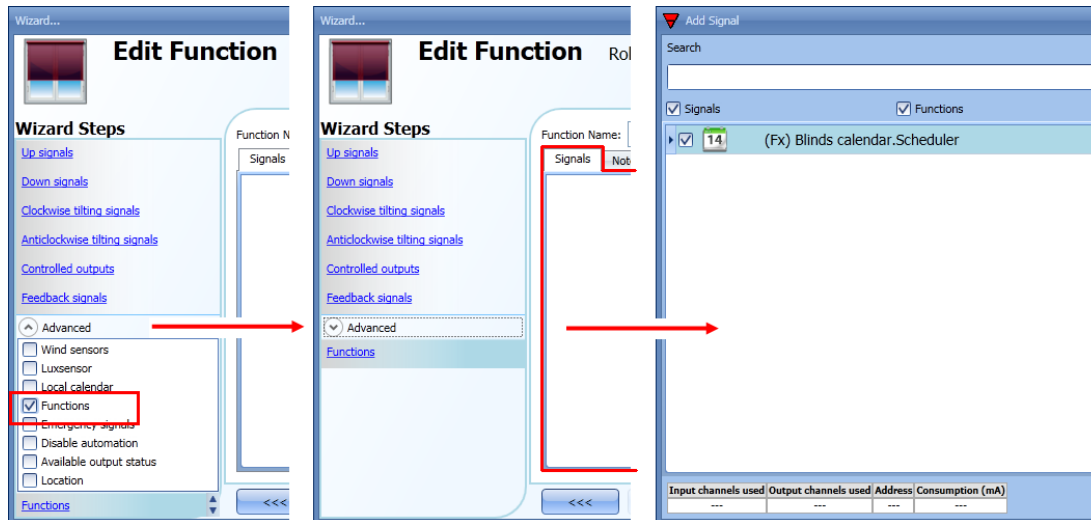 Wizard...
Edit Function
Wizard Steps
Up signals
Down signals
Clockwise tilting signals
Anticlockwise tilting signals
Controlled outputs
Feedback signals
Advanced
Wind sensors
Luxsensor
Local calendar
Functions
Emergency signals
Disable automation
Available output status
Location
Functions
Function N
Signals
<<<
Wizard...
Edit Function Rol
Wizard Steps
Up signals
Down signals
Clockwise tilting signals
Anticlockwise tilting signals
Controlled outputs
Feedback signals
Advanced
Functions
Function Name:
Signals Not
<<<
Add Signal
Search
Signals Functions
14 (Fx) Blinds calendar.Scheduler
Input channels used Output channels used Address Consumption (mA)
--- --- --- ---